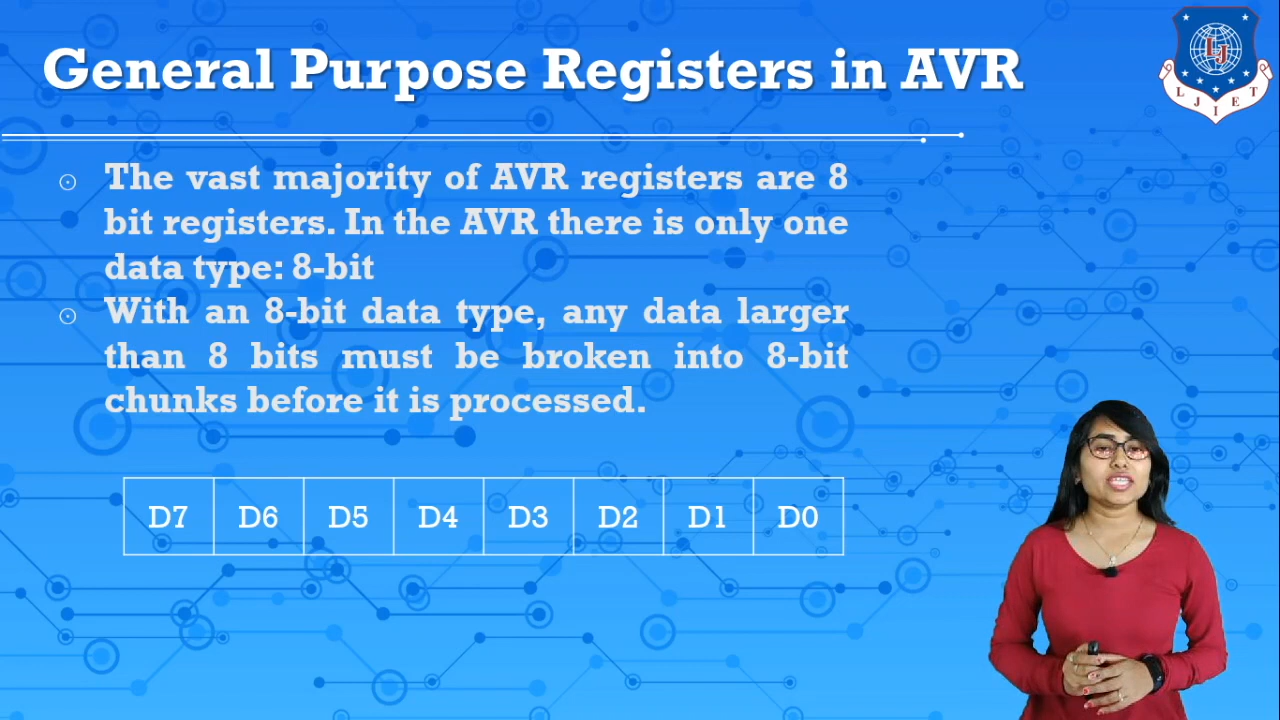 General Purpose Registers in AVR
LJIET
The vast majority of AVR registers are 8
bit registers. In the AVR there is only one
data type: 8-bit
With an 8-bit data type, any data larger
than 8 bits must be broken into 8-bit
chunks before it is processed.
D7 D6 D5 D4 D3 D2 D1 D0